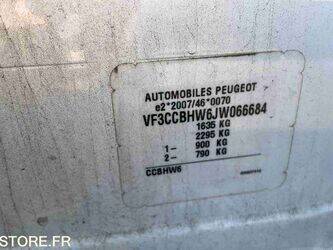 AUTOMOBILES PEUGEOT
e2*2007/46*0070
VF3CCBHW6JW066684
1635 KG
2295 KG
1- 900 KG
2- 790 KG
CCBHW6
STORE.FR